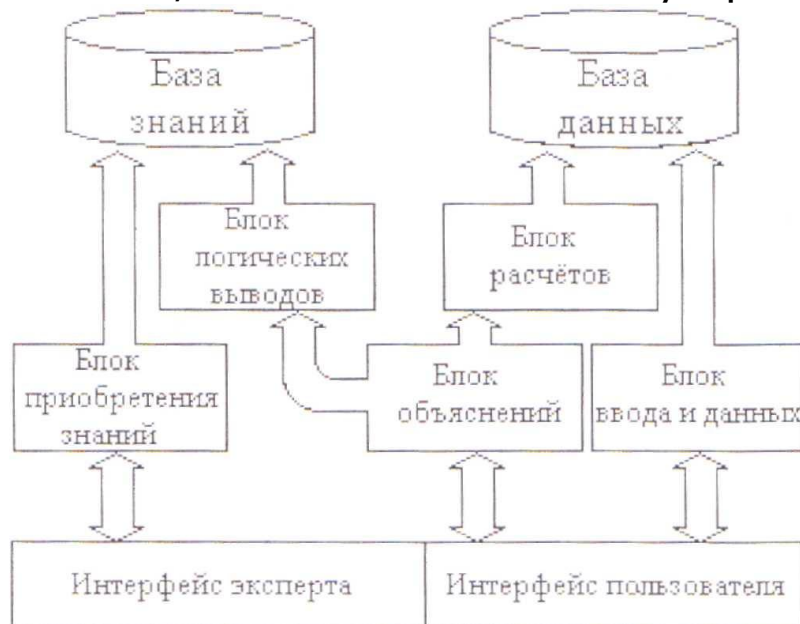 База
знаний
База
данных
Блок
логических
выводов
Блок
расчётов
Блок
приобретения
знаний
Блок
объяснений
Блок
ввода и данных
Интерфейс эксперта
Интерфейс пользователя